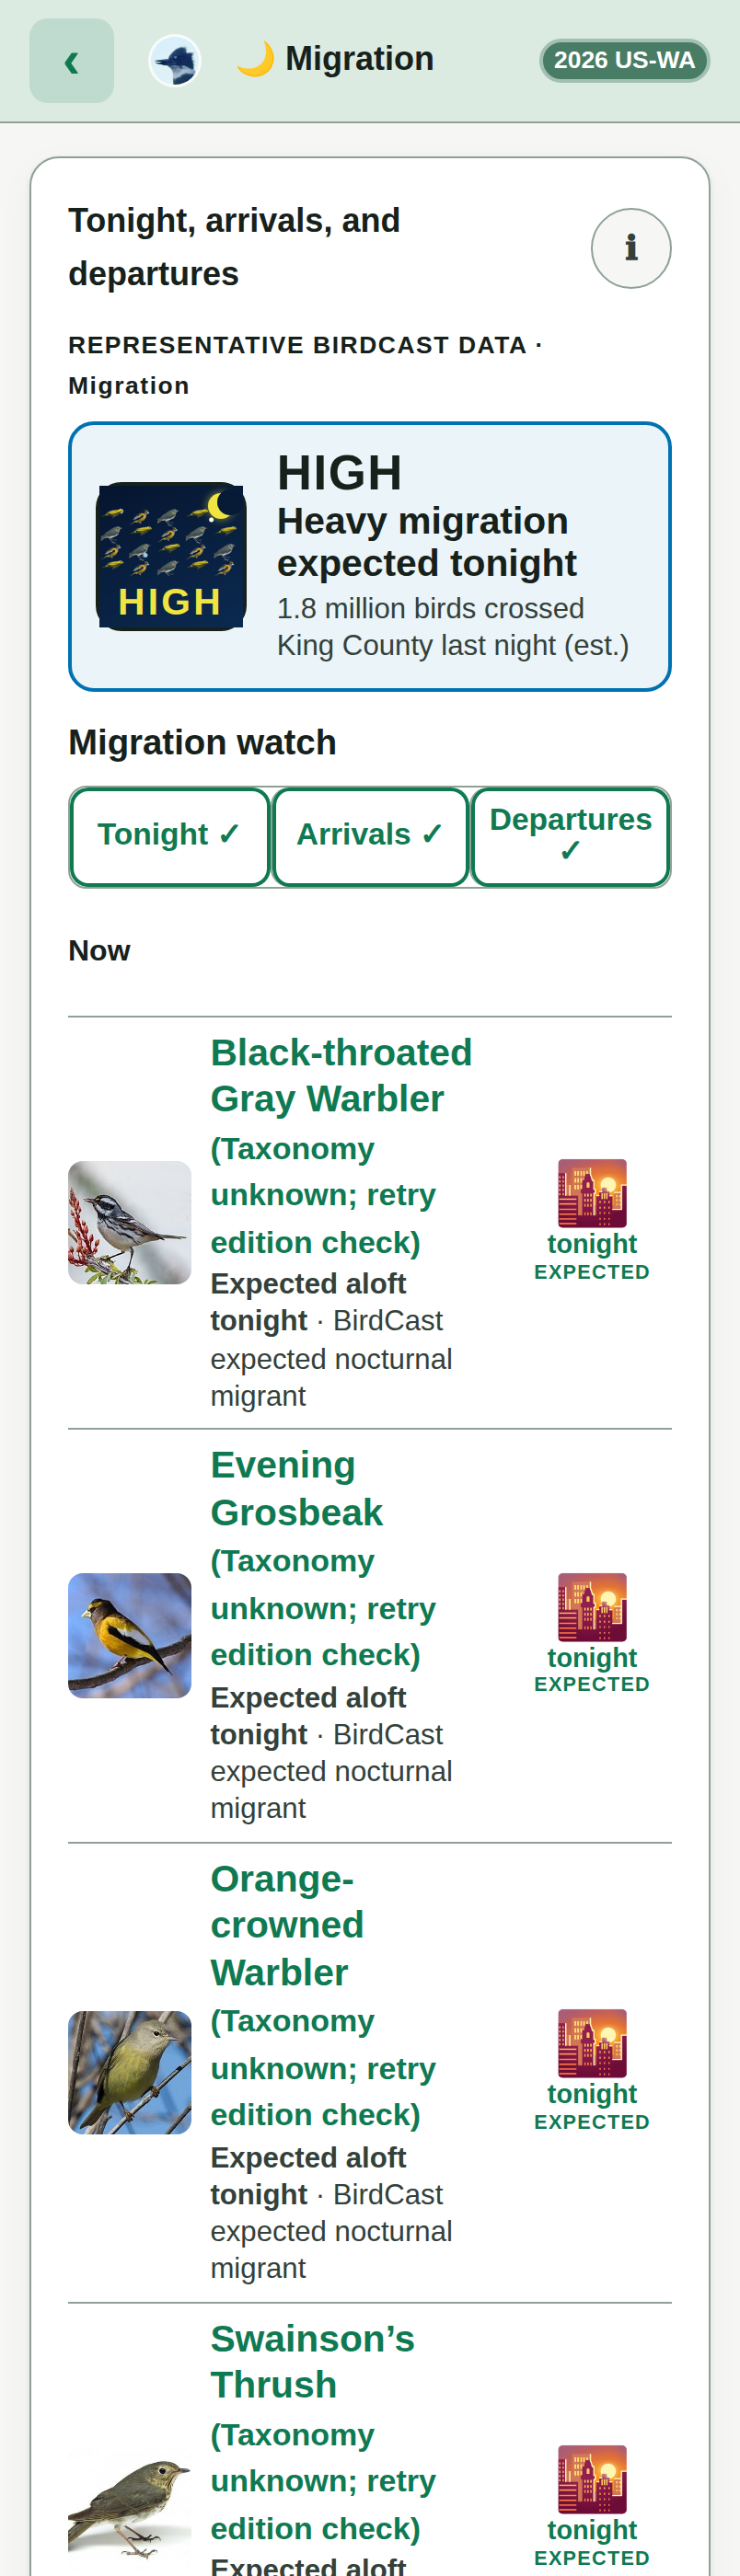 ‹ 🌙 Migration 2026 US-WA
Tonight, arrivals, and
departures
ℹ
REPRESENTATIVE BIRDCAST DATA ·
Migration
HIGH
HIGH
Heavy migration
expected tonight
1.8 million birds crossed
King County last night (est.)
Migration watch
Tonight ✓ Arrivals ✓ Departures
✓
Now
Black-throated
Gray Warbler
(Taxonomy
unknown; retry
edition check)
Expected aloft
tonight · BirdCast
expected nocturnal
migrant
tonight
EXPECTED
Evening
Grosbeak
(Taxonomy
unknown; retry
edition check)
Expected aloft
tonight · BirdCast
expected nocturnal
migrant
tonight
EXPECTED
Orange-
crowned
Warbler
(Taxonomy
unknown; retry
edition check)
Expected aloft
tonight · BirdCast
expected nocturnal
migrant
tonight
EXPECTED
Swainson’s
Thrush
(Taxonomy
unknown; retry
edition check)
Expected aloft
tonight
EXPECTED